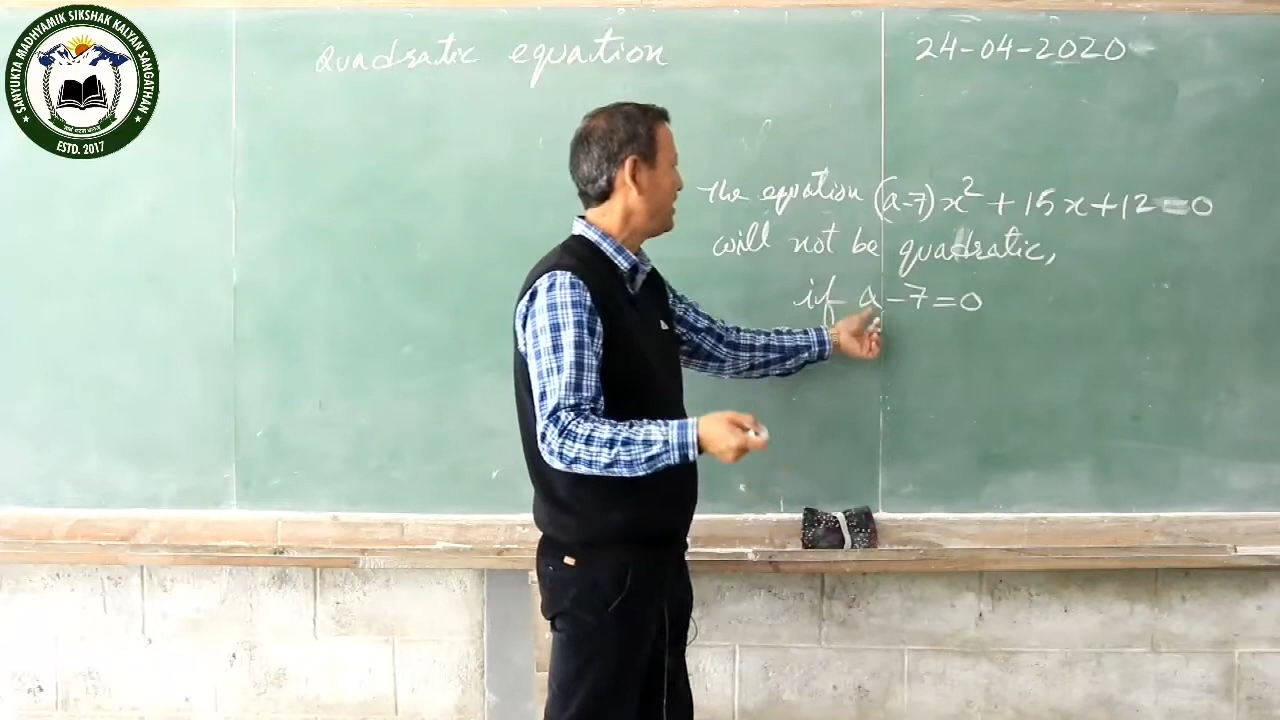 SANYUKTA MADHYAMIK SIKSHAK KALYAN SANGATHAN
ESTD. 2017
Quadratic equation
24-04-2020
The equation (a-7)x² + 15x + 12 = 0
will not be quadratic,
if a - 7 = 0